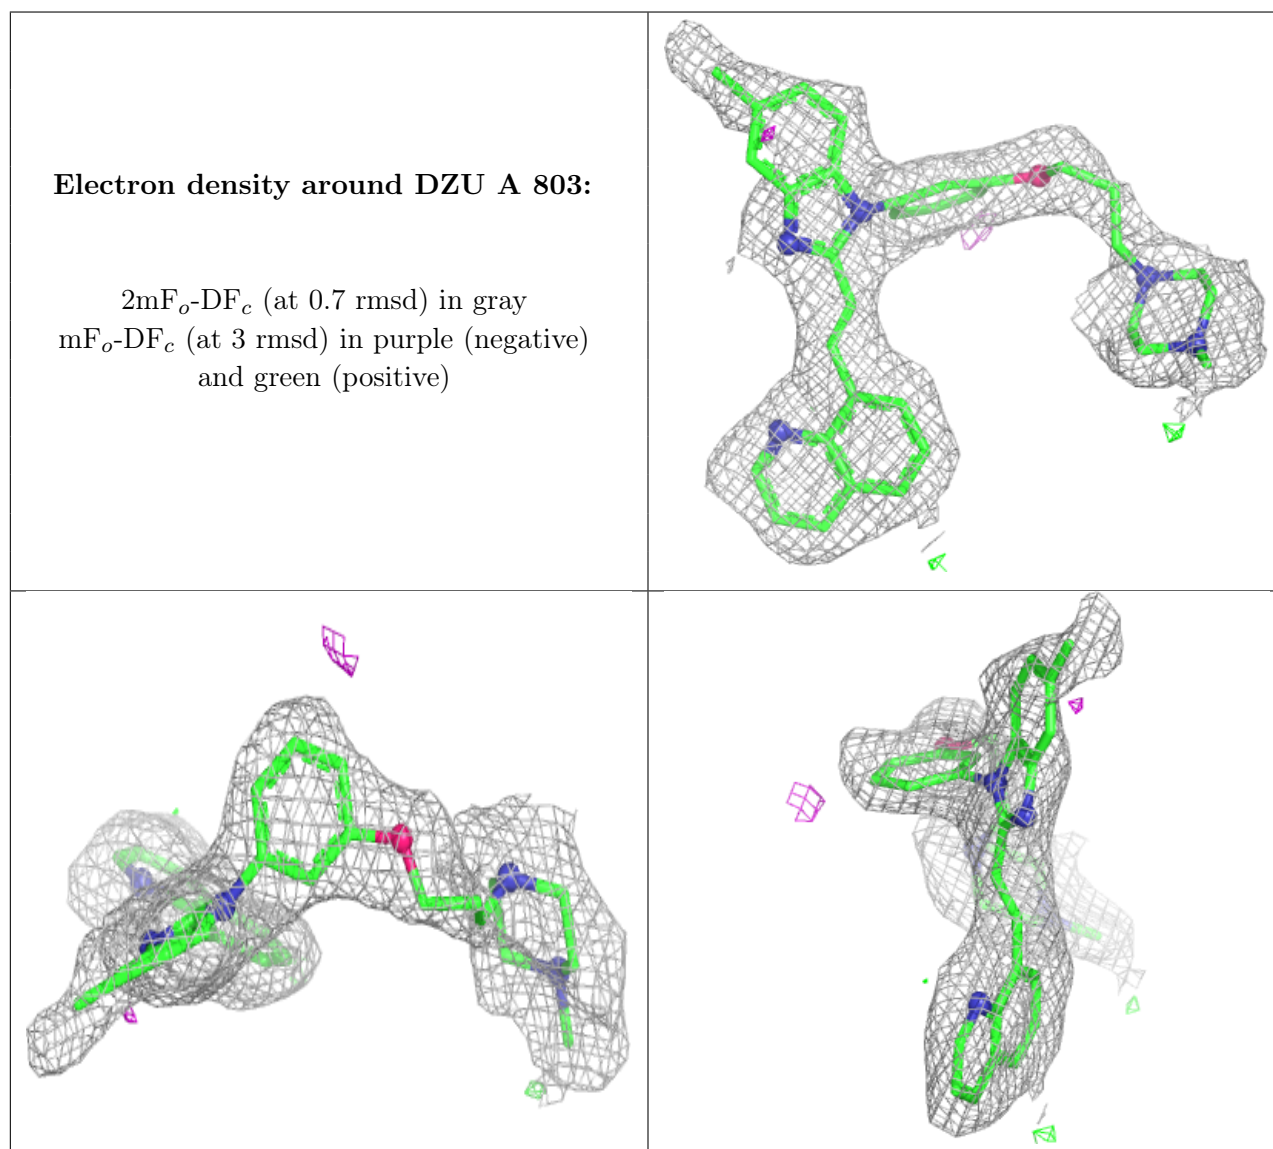 Electron density around DZU A 803:
2mFo-DFc (at 0.7 rmsd) in gray
mFo-DFc (at 3 rmsd) in purple (negative)
and green (positive)